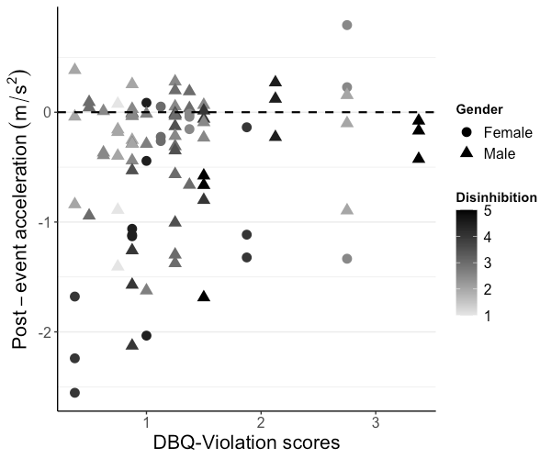 Post − event acceleration (m/s²)
0
-1
-2
1
2
3
DBQ-Violation scores
Gender
Female
Male
Disinhibition
5
4
3
2
1